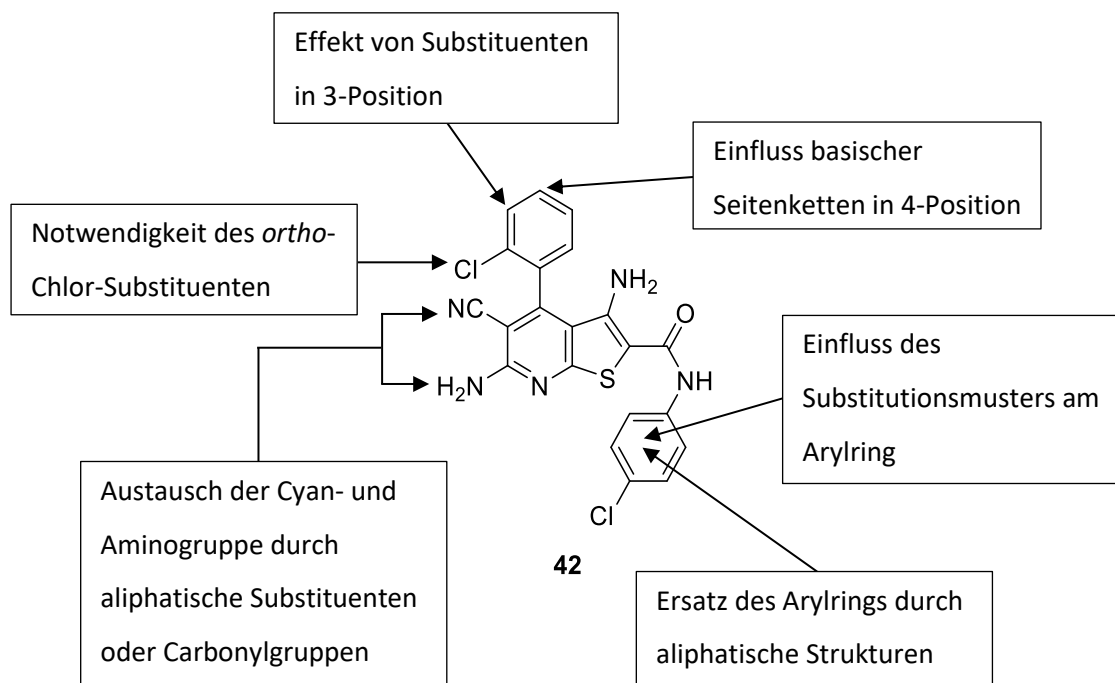 Effekt von Substituenten
in 3-Position
Einfluss basischer
Seitenketten in 4-Position
Notwendigkeit des ortho-
Chlor-Substituenten
Cl
NC
H₂N
N
S
NH₂
O
NH
Cl
42
Einfluss des
Substitutionsmusters am
Arylring
Austausch der Cyan- und
Aminogruppe durch
aliphatische Substituenten
oder Carbonylgruppen
Ersatz des Arylrings durch
aliphatische Strukturen